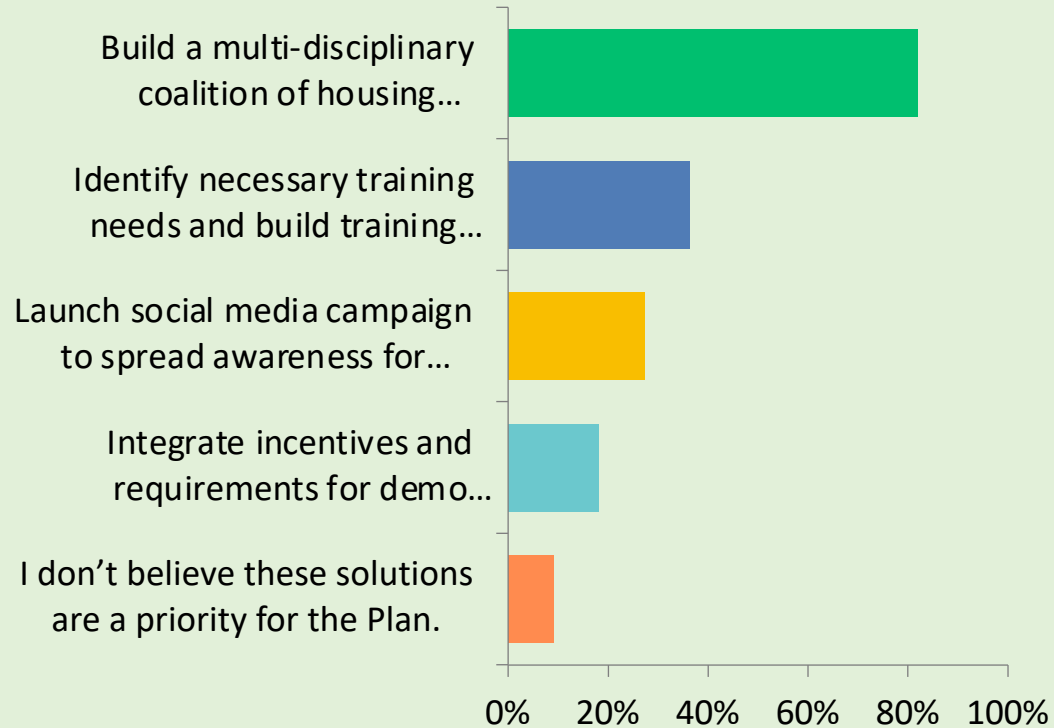 Build a multi-disciplinary
coalition of housing…
Identify necessary training
needs and build training…
Launch social media campaign
to spread awareness for…
Integrate incentives and
requirements for demo…
I don’t believe these solutions
are a priority for the Plan.
0% 20% 40% 60% 80% 100%